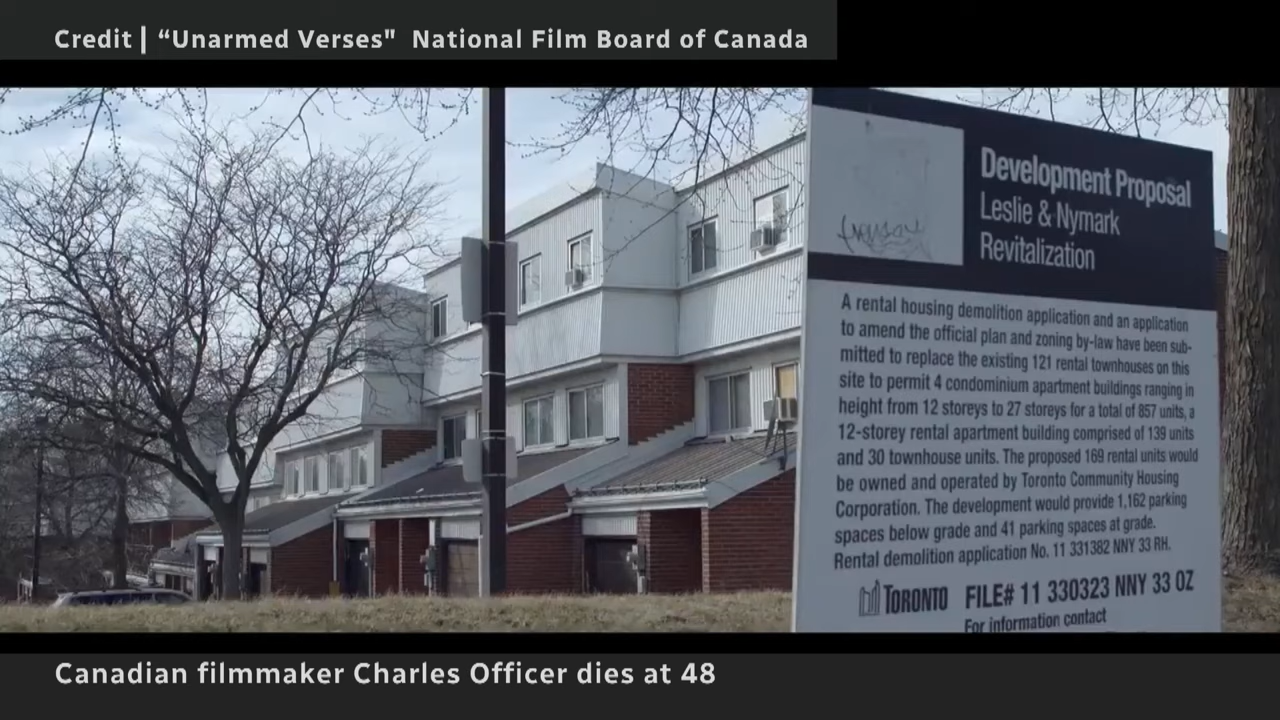 Credit | “Unarmed Verses" National Film Board of Canada
Development Proposal
Leslie & Nymark
Revitalization
A rental housing demolition application and an application
to amend the official plan and zoning by-law have been sub-
mitted to replace the existing 121 rental townhouses on this
site to permit 4 condominium apartment buildings ranging in
height from 12 storeys to 27 storeys for a total of 857 units, a
12-storey rental apartment building comprised of 139 units
and 30 townhouse units. The proposed 169 rental units would
be owned and operated by Toronto Community Housing
Corporation. The development would provide 1,162 parking
spaces below grade and 41 parking spaces at grade.
Rental demolition application No. 11 331382 NNY 33 RH.
TORONTO FILE# 11 330323 NNY 33 OZ
For information contact
Canadian filmmaker Charles Officer dies at 48